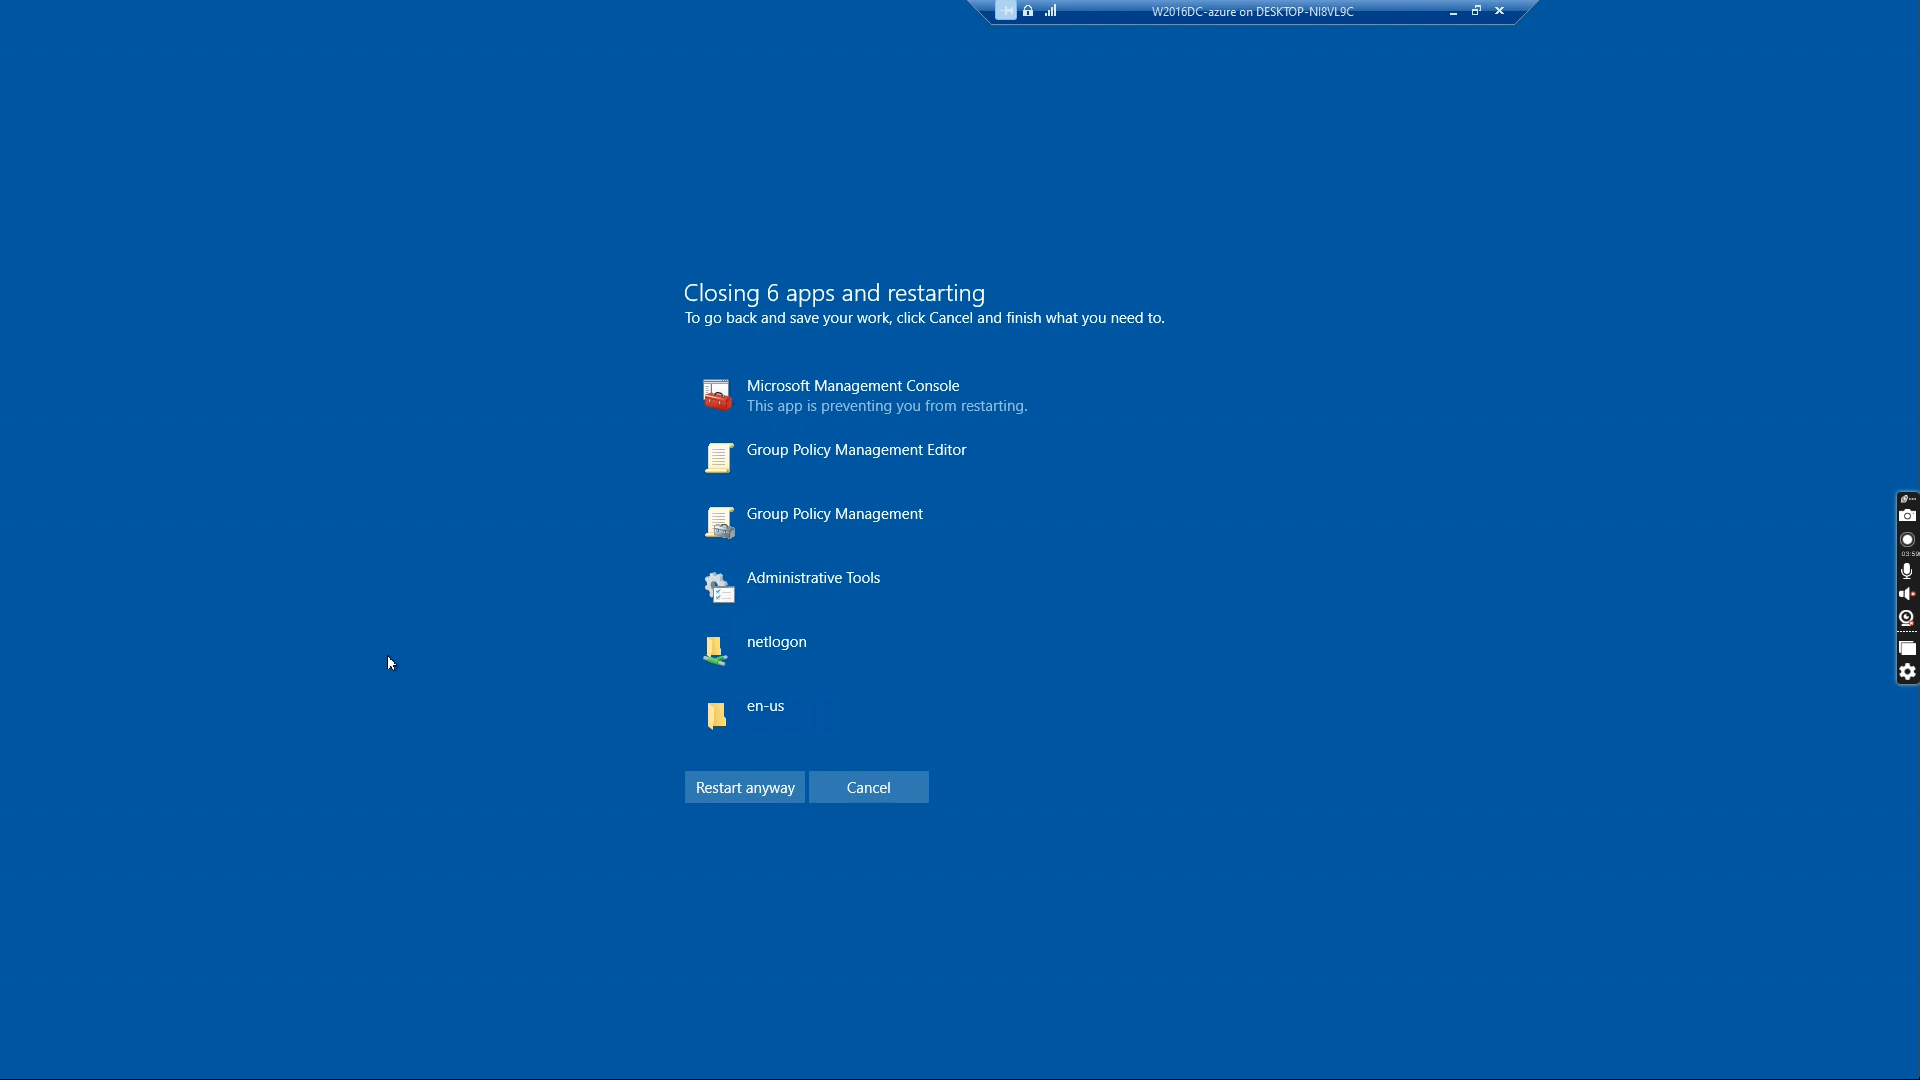 W2016DC-azure on DESKTOP-NI8VL9C
Closing 6 apps and restarting
To go back and save your work, click Cancel and finish what you need to.
Microsoft Management Console
This app is preventing you from restarting.
Group Policy Management Editor
Group Policy Management
Administrative Tools
netlogon
en-us
Restart anyway
Cancel